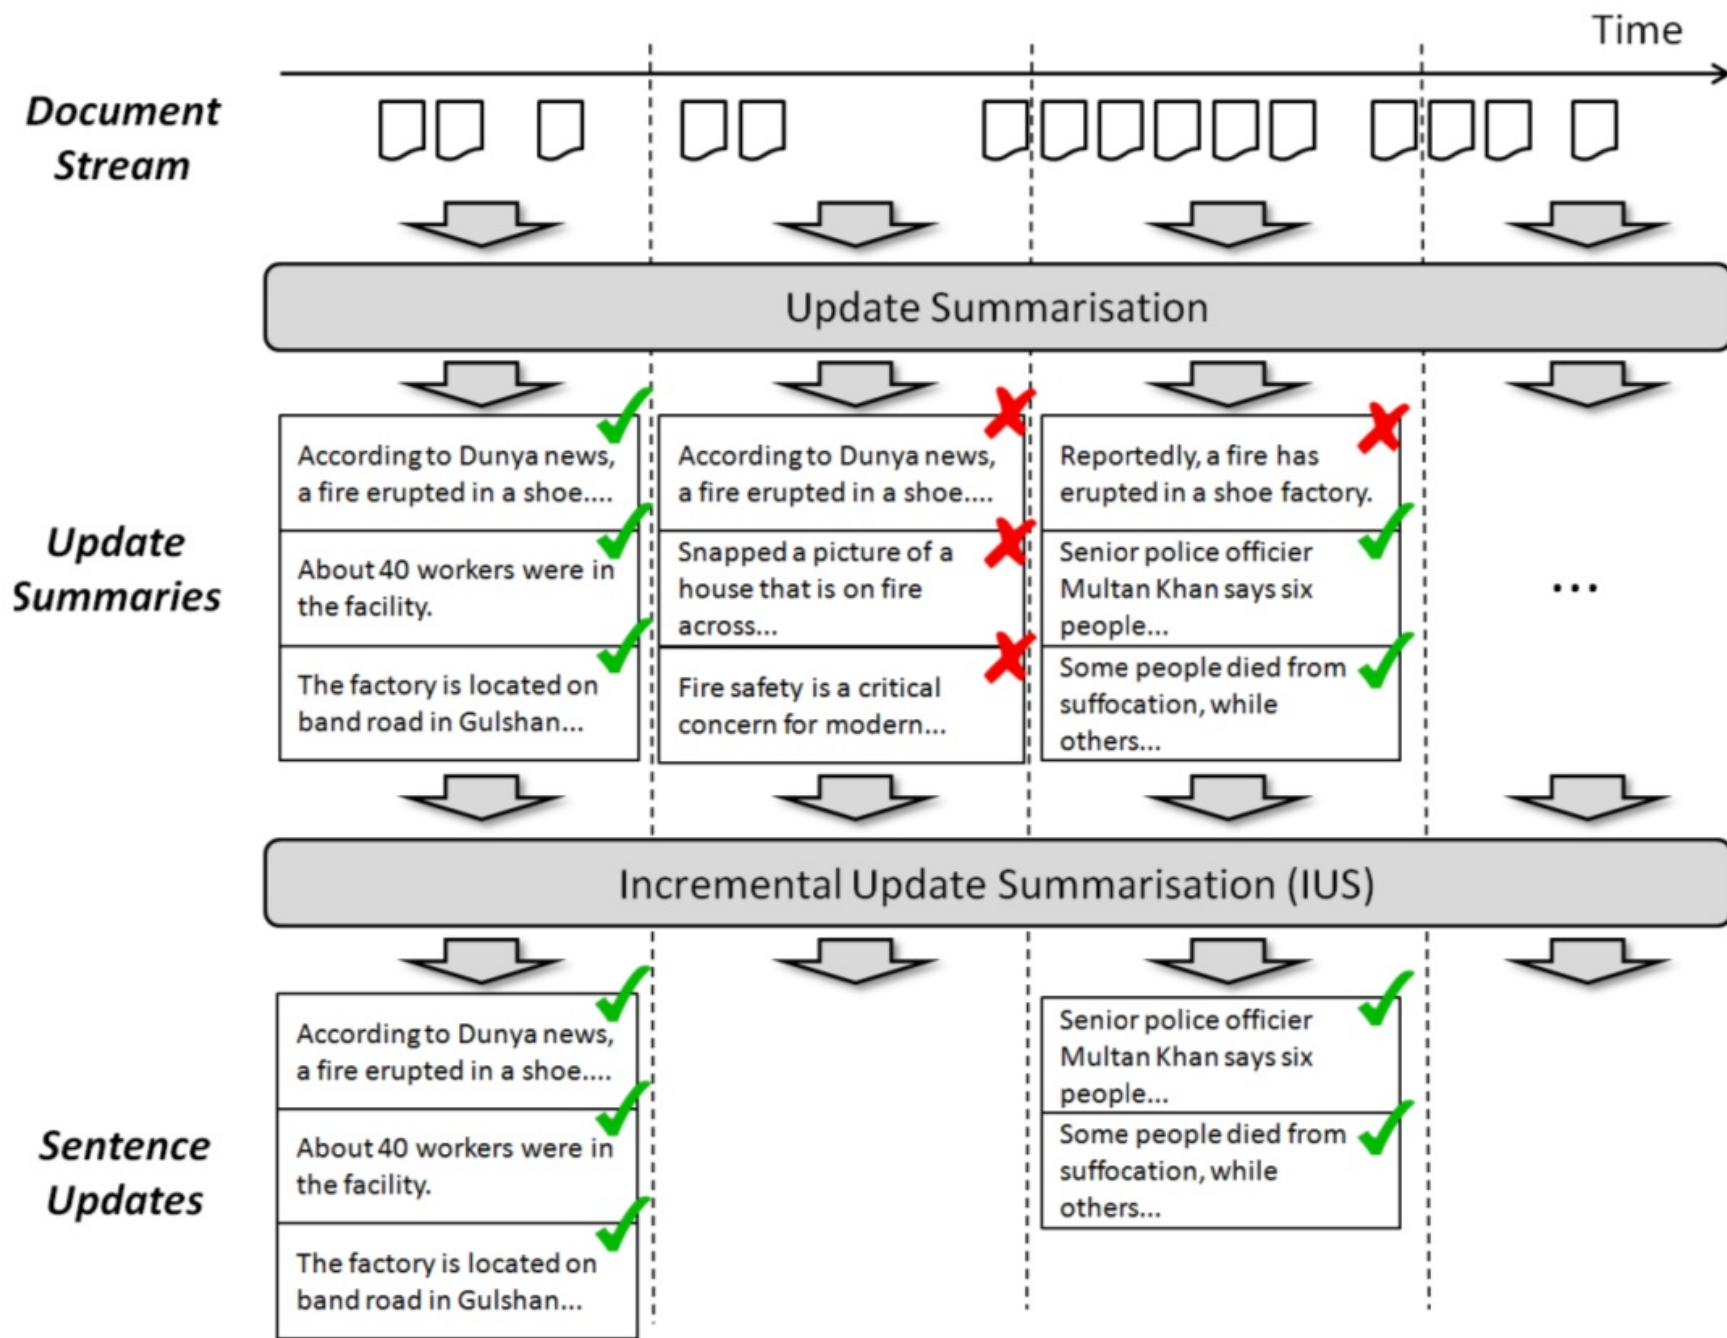 Time
Document
Stream
Update Summarisation
Update
Summaries
According to Dunya news,
a fire erupted in a shoe....
About 40 workers were in
the facility.
The factory is located on
band road in Gulshan...
According to Dunya news,
a fire erupted in a shoe....
Snapped a picture of a
house that is on fire
across...
Fire safety is a critical
concern for modern...
Reportedly, a fire has
erupted in a shoe factory.
Senior police officier
Multan Khan says six
people...
Some people died from
suffocation, while
others...
...
Incremental Update Summarisation (IUS)
Sentence
Updates
According to Dunya news,
a fire erupted in a shoe....
About 40 workers were in
the facility.
The factory is located on
band road in Gulshan...
Senior police officier
Multan Khan says six
people...
Some people died from
suffocation, while
others...